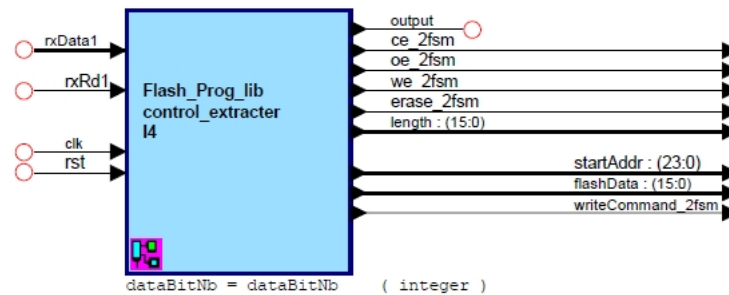 rxData1
rxRd1
clk
rst
Flash_Prog_lib
control_extracter
I4
output
ce_2fsm
oe_2fsm
we_2fsm
erase_2fsm
length : (15:0)
startAddr : (23:0)
flashData : (15:0)
writeCommand_2fsm
dataBitNb = dataBitNb ( integer )